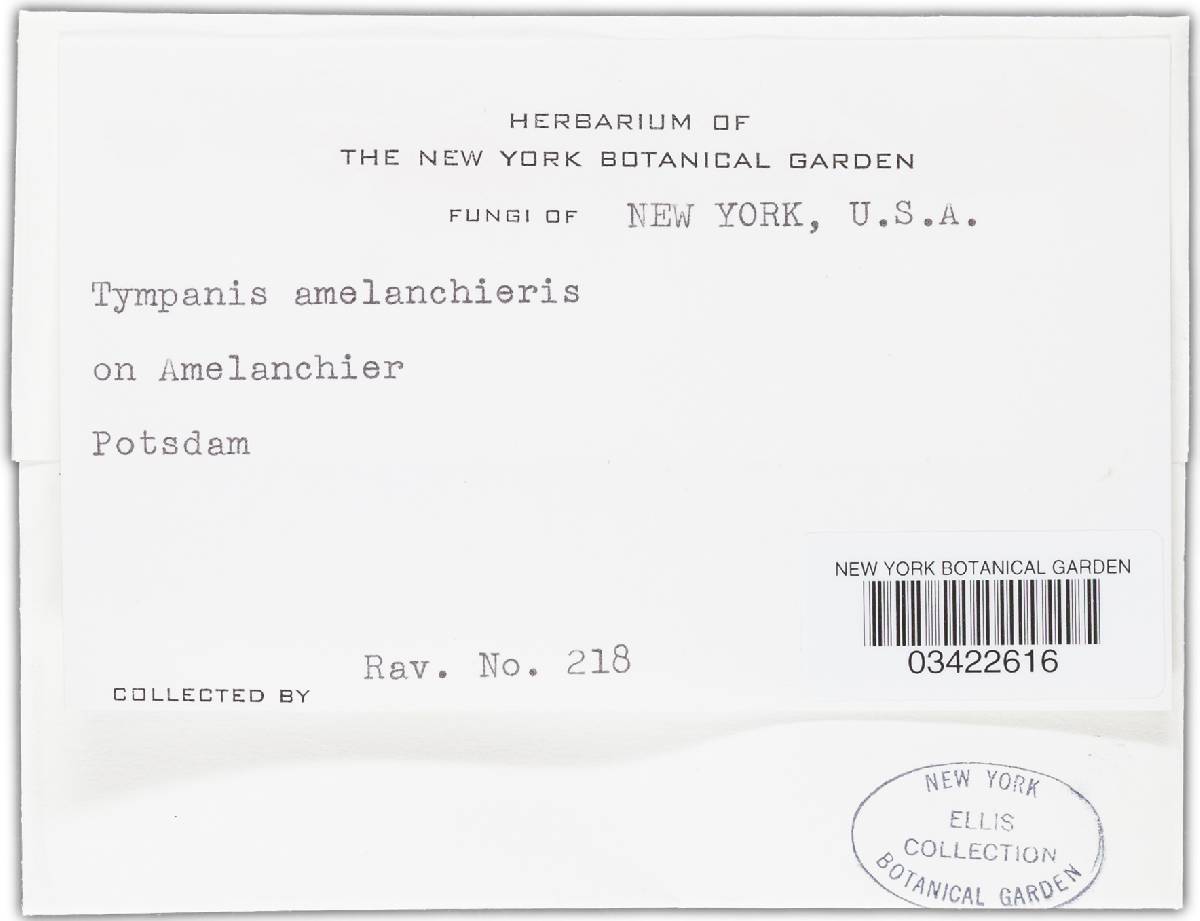 HERBARIUM OF
THE NEW YORK BOTANICAL GARDEN
FUNGI OF NEW YORK, U.S.A.
Tympanis amelanchieris
on Amelanchier
Potsdam
Rav. No. 218
COLLECTED BY
NEW YORK BOTANICAL GARDEN
03422616
NEW YORK
ELLIS
COLLECTION
BOTANICAL GARDEN